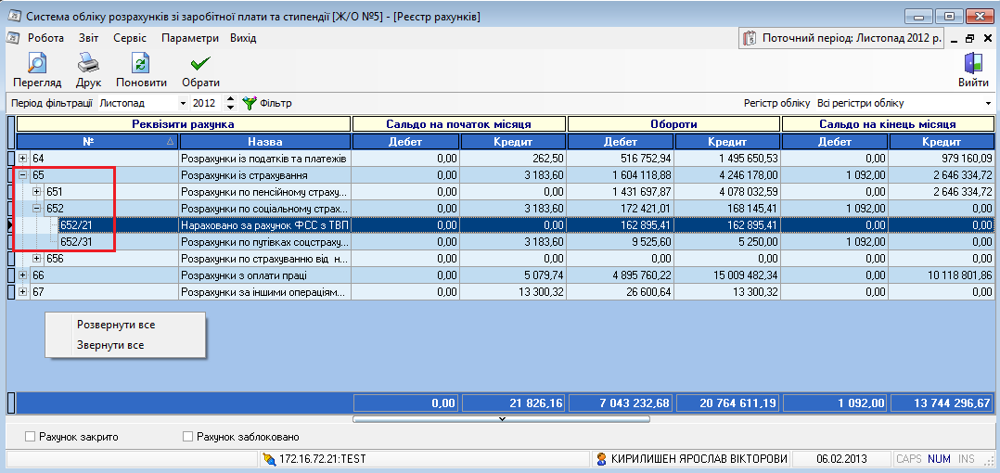 Система обліку розрахунків зі заробітної плати та стипендії [Ж/О №5] - [Реєстр рахунків]
Робота Звіт Сервіс Параметри Вихід Поточний період: Листопад 2012 р.
Перегляд Друк Поновити Обрати Вийти
Період фільтрації Листопад 2012 Фільтр Регістр обліку Всі регістри обліку
Реквізити рахунка Сальдо на початок місяця Обороти Сальдо на кінець місяця
№ Назва Дебет Кредит Дебет Кредит Дебет Кредит
64 Розрахунки із податків та платежів 0,00 262,50 516 752,94 1 495 650,53 0,00 979 160,09
65 Розрахунки із страхування 0,00 3 183,60 1 604 118,88 4 246 178,00 1 092,00 2 646 334,72
651 Розрахунки по пенсійному страху... 0,00 0,00 1 431 697,87 4 078 032,59 0,00 2 646 334,72
652 Розрахунки по соціальному страх... 0,00 3 183,60 172 421,01 168 145,41 1 092,00 0,00
652/21 Нараховано за рахунок ФСС з ТВП 0,00 0,00 162 895,41 162 895,41 0,00 0,00
652/31 Розрахунки по путівках соцстраху... 0,00 3 183,60 9 525,60 5 250,00 1 092,00 0,00
656 Розрахунки по страхуванню від н... 0,00 0,00 0,00 0,00 0,00 0,00
66 Розрахунки з оплати праці 0,00 5 079,74 4 895 760,22 15 009 482,34 0,00 10 118 801,86
67 Розрахунки за іншими операціям... 0,00 13 300,32 26 600,64 13 300,32 0,00 0,00
Розвернути все
Звернути все
0,00 21 826,16 7 043 232,68 20 764 611,19 1 092,00 13 744 296,67
Рахунок закрито Рахунок заблоковано
172.16.72.21:TEST КИРИЛИШЕН ЯРОСЛАВ ВІКТОРОВИ 06.02.2013 CAPS NUM INS